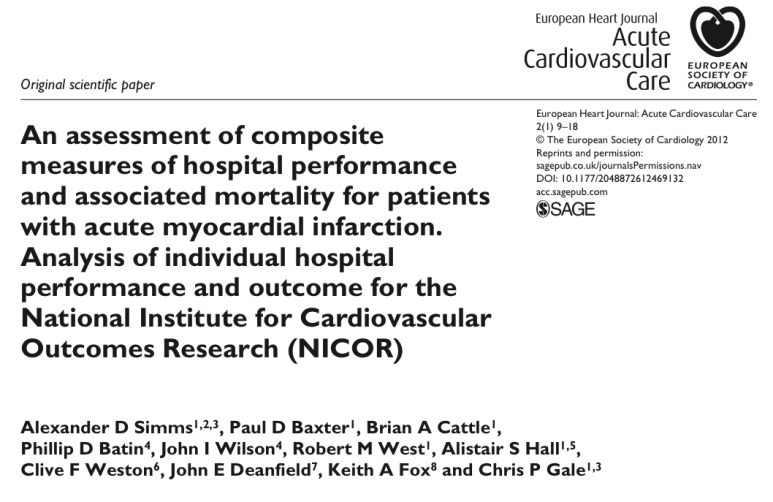 European Heart Journal
Acute
Cardiovascular
Care
EUROPEAN
SOCIETY OF
CARDIOLOGY®
Original scientific paper
European Heart Journal: Acute Cardiovascular Care
2(1) 9–18
© The European Society of Cardiology 2012
Reprints and permission:
sagepub.co.uk/journalsPermissions.nav
DOI: 10.1177/2048872612469132
acc.sagepub.com
SAGE
An assessment of composite
measures of hospital performance
and associated mortality for patients
with acute myocardial infarction.
Analysis of individual hospital
performance and outcome for the
National Institute for Cardiovascular
Outcomes Research (NICOR)
Alexander D Simms1,2,3, Paul D Baxter1, Brian A Cattle1,
Phillip D Batin4, John I Wilson4, Robert M West1, Alistair S Hall1,5,
Clive F Weston6, John E Deanfield7, Keith A Fox8 and Chris P Gale1,3